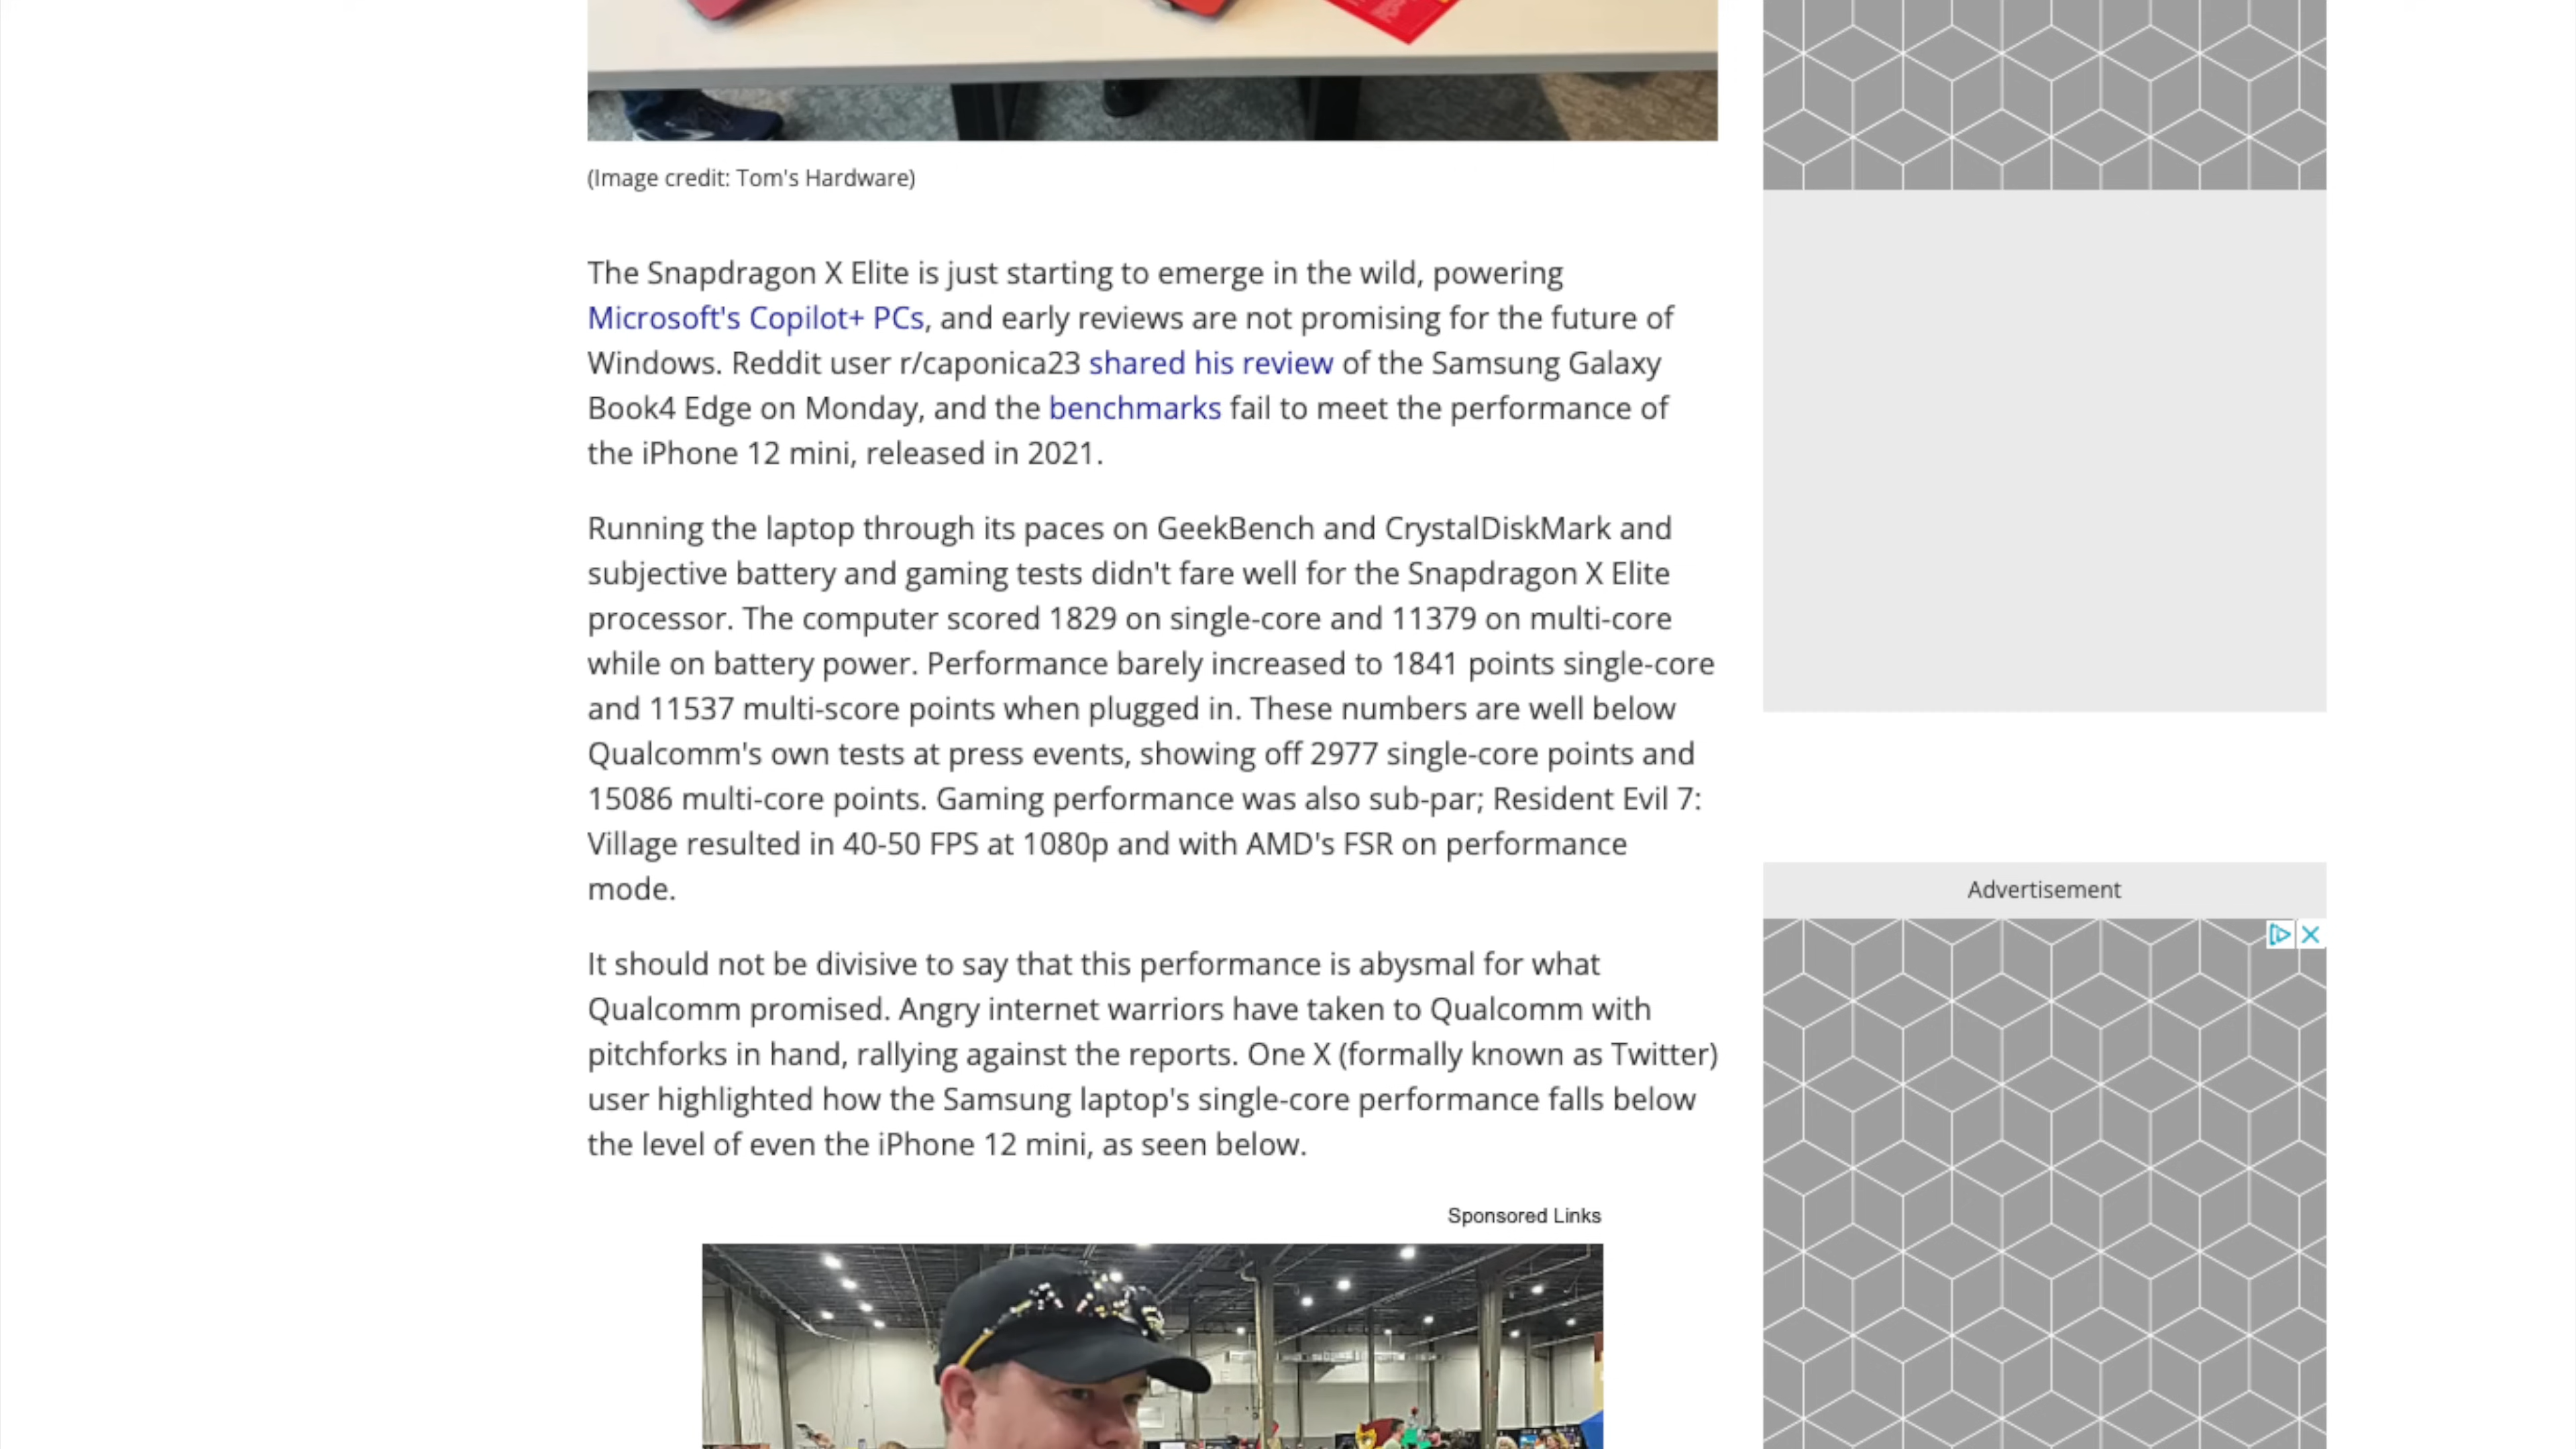 (Image credit: Tom's Hardware)
The Snapdragon X Elite is just starting to emerge in the wild, powering
Microsoft's Copilot+ PCs, and early reviews are not promising for the future of
Windows. Reddit user r/caponica23 shared his review of the Samsung Galaxy
Book4 Edge on Monday, and the benchmarks fail to meet the performance of
the iPhone 12 mini, released in 2021.
Running the laptop through its paces on GeekBench and CrystalDiskMark and
subjective battery and gaming tests didn't fare well for the Snapdragon X Elite
processor. The computer scored 1829 on single-core and 11379 on multi-core
while on battery power. Performance barely increased to 1841 points single-core
and 11537 multi-score points when plugged in. These numbers are well below
Qualcomm's own tests at press events, showing off 2977 single-core points and
15086 multi-core points. Gaming performance was also sub-par; Resident Evil 7:
Village resulted in 40-50 FPS at 1080p and with AMD's FSR on performance
mode.
It should not be divisive to say that this performance is abysmal for what
Qualcomm promised. Angry internet warriors have taken to Qualcomm with
pitchforks in hand, rallying against the reports. One X (formally known as Twitter)
user highlighted how the Samsung laptop's single-core performance falls below
the level of even the iPhone 12 mini, as seen below.
Sponsored Links
Advertisement